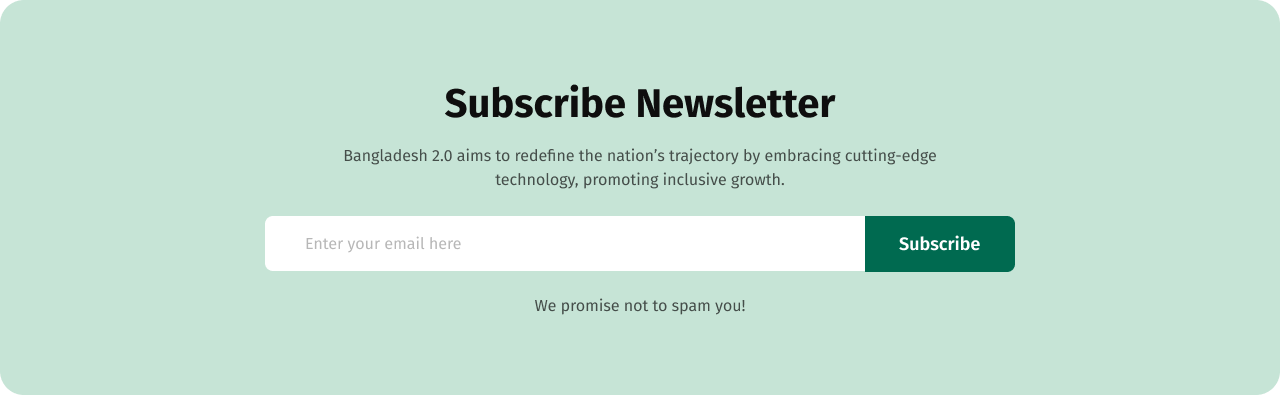 Subscribe Newsletter
Bangladesh 2.0 aims to redefine the nation’s trajectory by embracing cutting-edge
technology, promoting inclusive growth.
Enter your email here
Subscribe
We promise not to spam you!